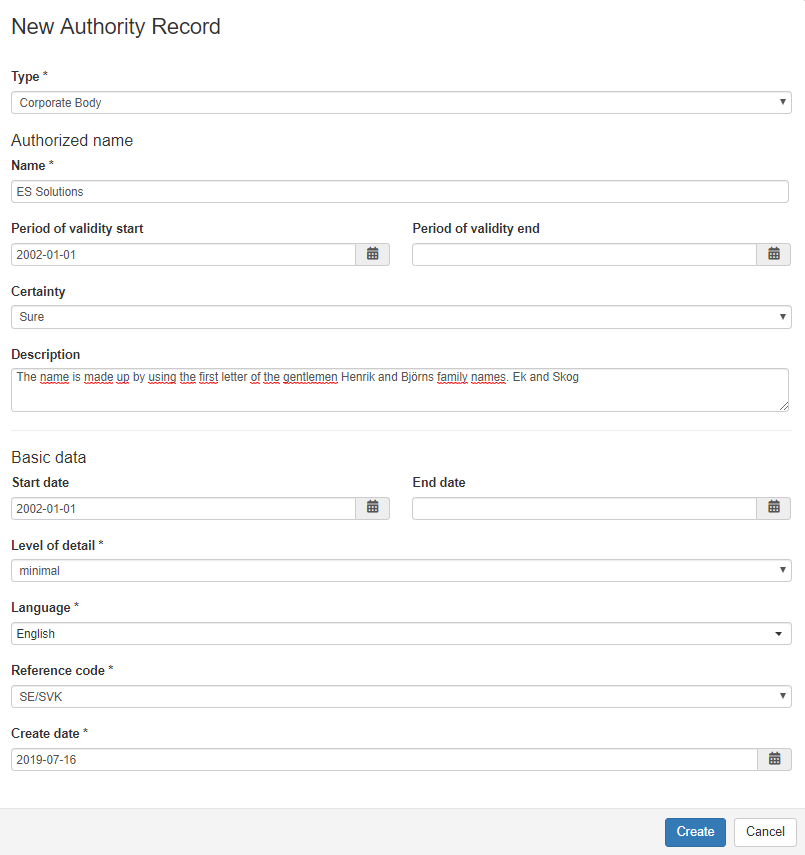 New Authority Record
Type *
Corporate Body
Authorized name
Name *
ES Solutions
Period of validity start Period of validity end
2002-01-01
Certainty
Sure
Description
The name is made up by using the first letter of the gentlemen Henrik and Björns family names. Ek and Skog
Basic data
Start date End date
2002-01-01
Level of detail *
minimal
Language *
English
Reference code *
SE/SVK
Create date *
2019-07-16
Create Cancel